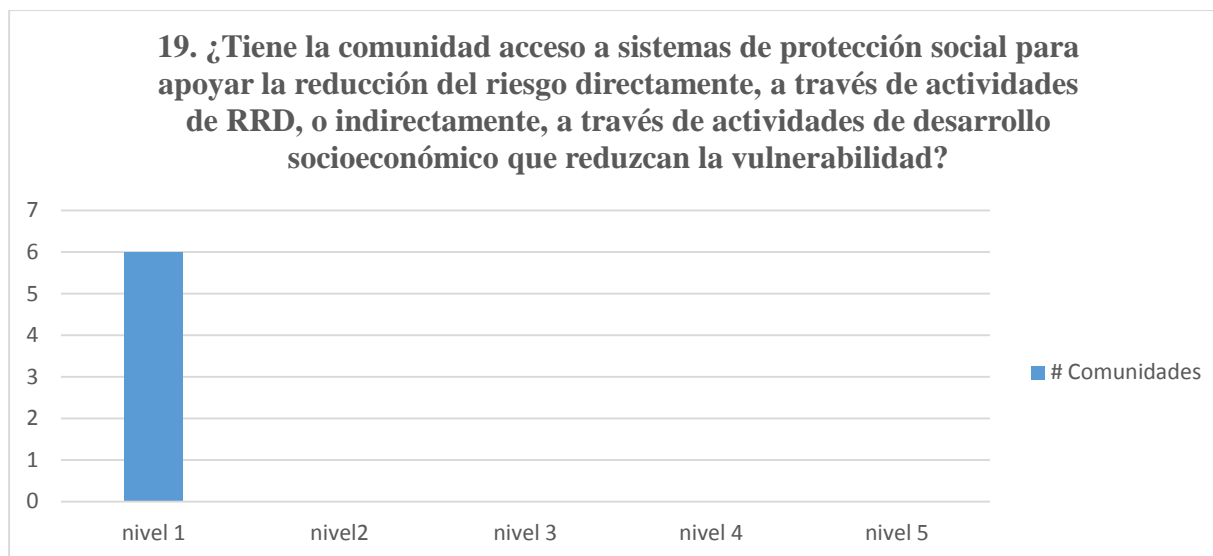 19. ¿Tiene la comunidad acceso a sistemas de protección social para
apoyar la reducción del riesgo directamente, a través de actividades
de RRD, o indirectamente, a través de actividades de desarrollo
socioeconómico que reduzcan la vulnerabilidad?
7
6
5
4
3
2
1
0
nivel 1
nivel2
nivel 3
nivel 4
nivel 5
# Comunidades